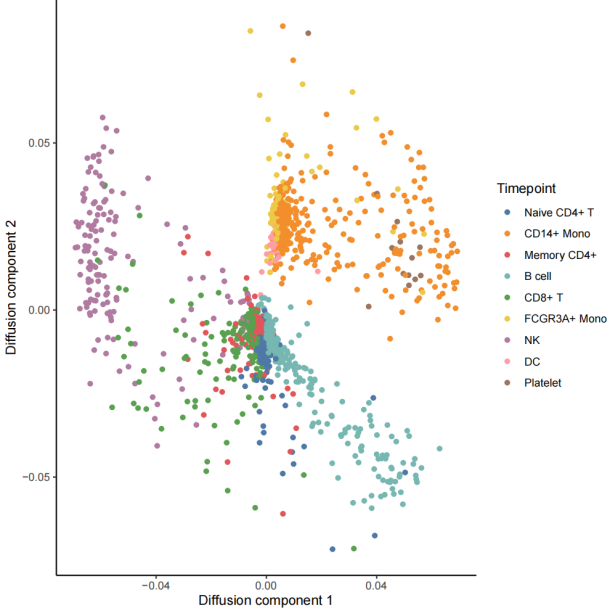 0.05
0.00
−0.05
Diffusion component 2
−0.04
0.00
0.04
Diffusion component 1
Timepoint
Naive CD4+ T
CD14+ Mono
Memory CD4+
B cell
CD8+ T
FCGR3A+ Mono
NK
DC
Platelet